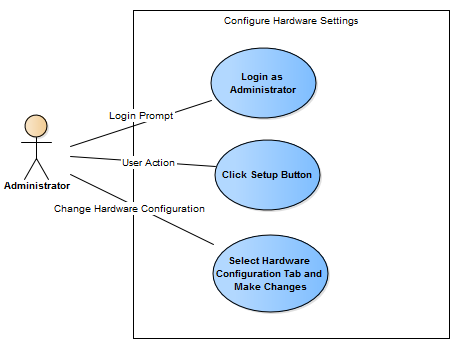 Configure Hardware Settings
Login as
Administrator
Login Prompt
User Action
Click Setup Button
Administrator
Change Hardware Configuration
Select Hardware
Configuration Tab and
Make Changes